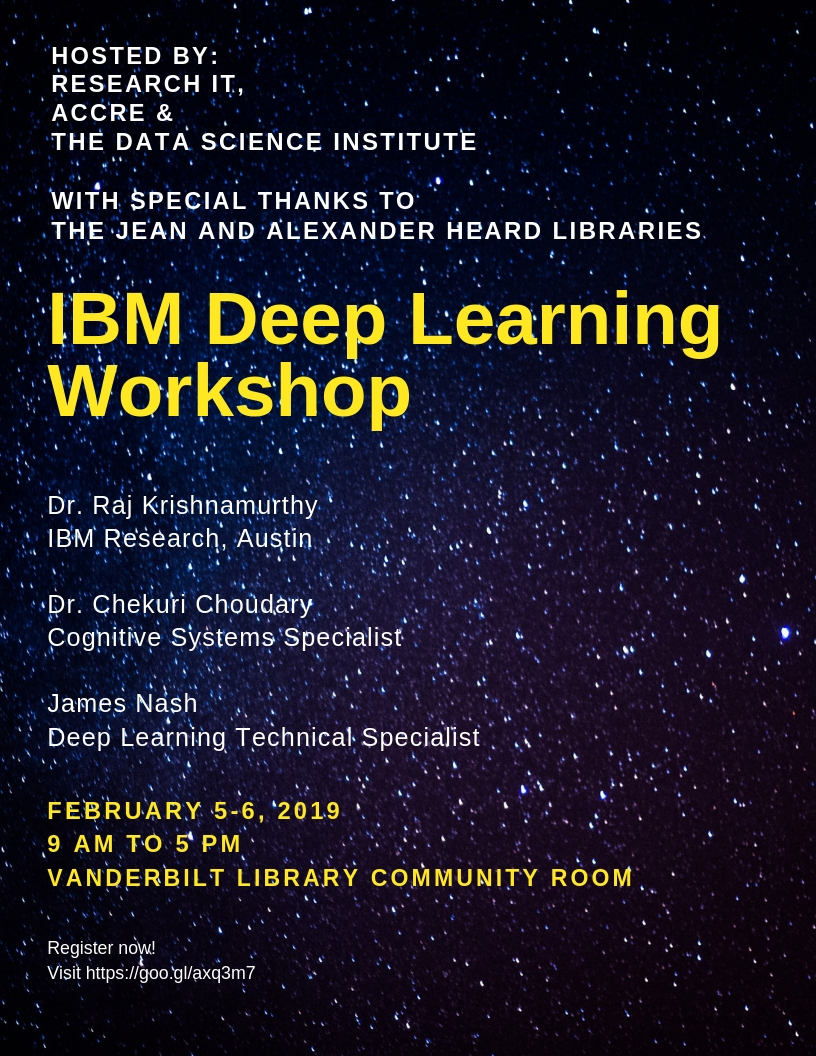 HOSTED BY:
RESEARCH IT,
ACCRE &
THE DATA SCIENCE INSTITUTE
WITH SPECIAL THANKS TO
THE JEAN AND ALEXANDER HEARD LIBRARIES
IBM Deep Learning
Workshop
Dr. Raj Krishnamurthy
IBM Research, Austin
Dr. Chekuri Choudary
Cognitive Systems Specialist
James Nash
Deep Learning Technical Specialist
FEBRUARY 5-6, 2019
9 AM TO 5 PM
VANDERBILT LIBRARY COMMUNITY ROOM
Register now!
Visit https://goo.gl/axq3m7